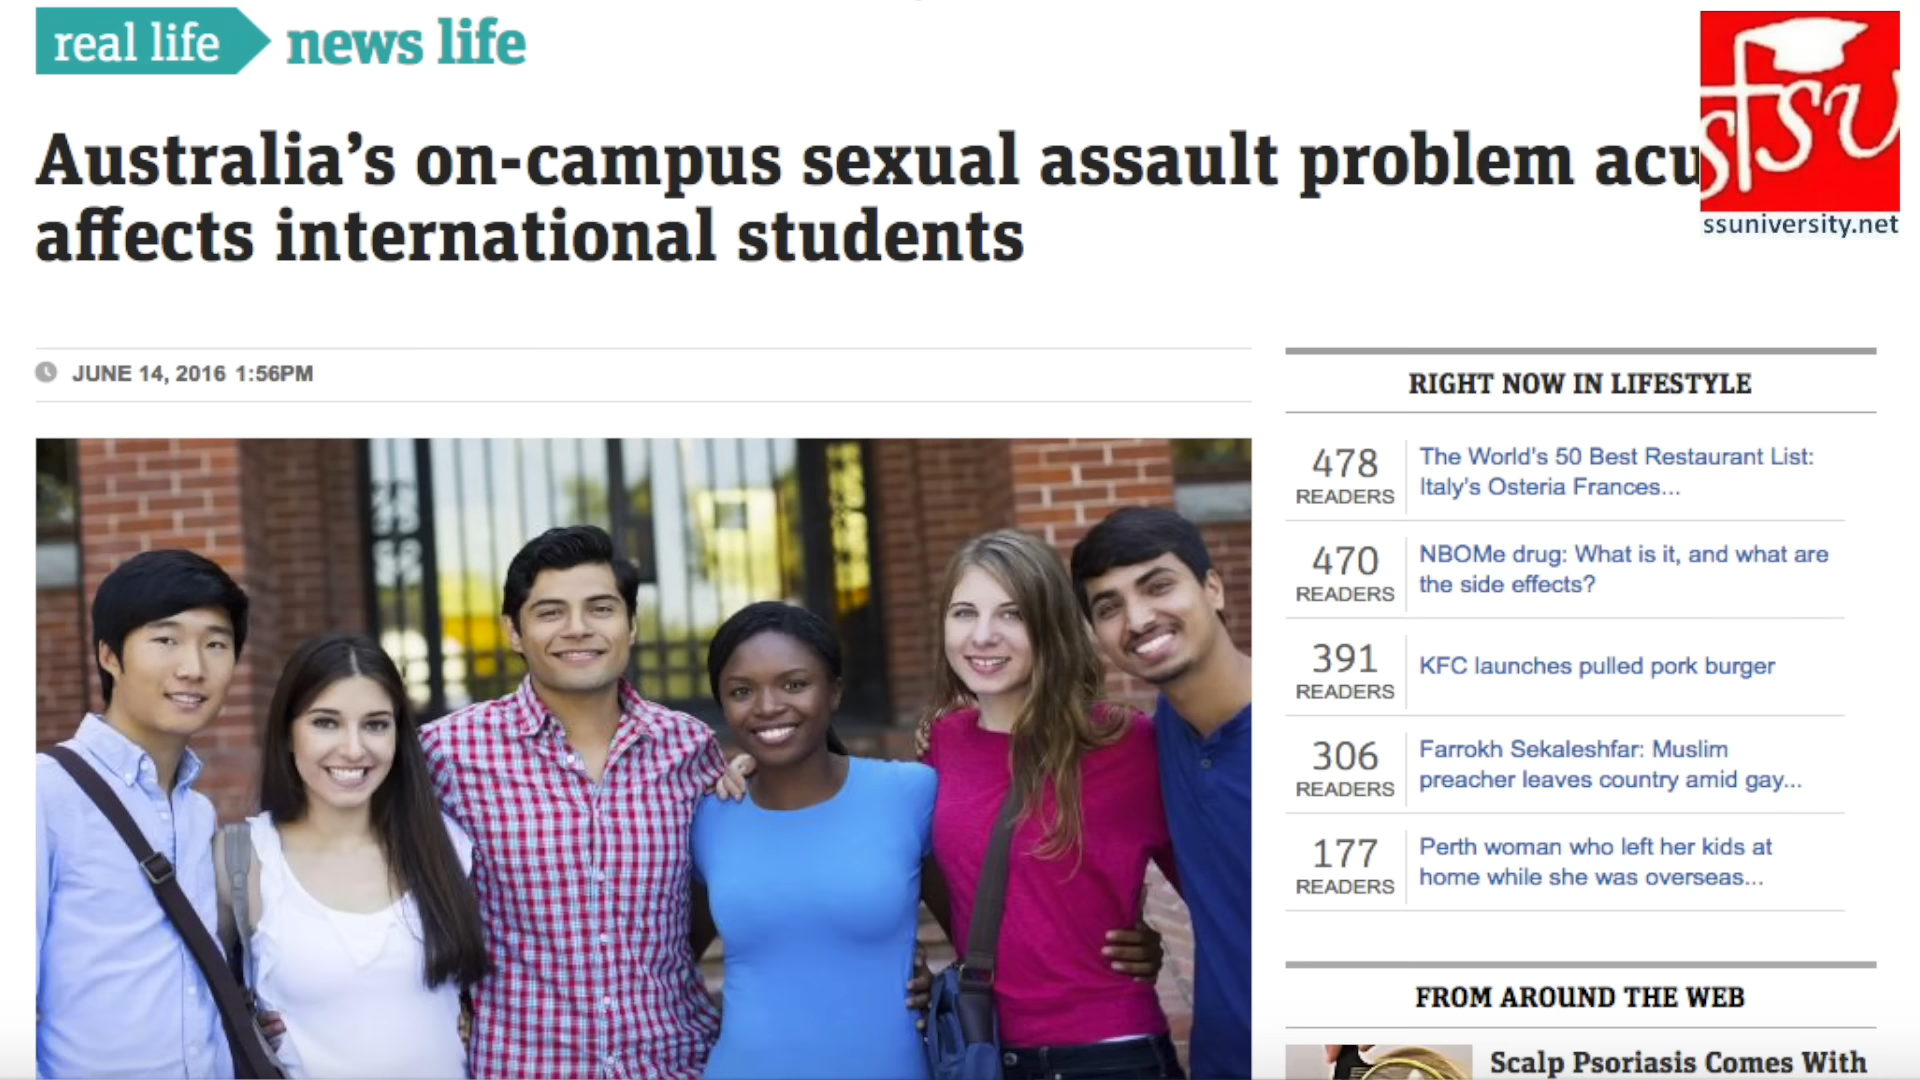 real life
news life
Australia's on-campus sexual assault problem acu
affects international students
sfsu
ssuniversity.net
JUNE 14, 2016 1:56PM
RIGHT NOW IN LIFESTYLE
478
READERS
The World's 50 Best Restaurant List:
Italy's Osteria Frances...
470
READERS
NBOMe drug: What is it, and what are
the side effects?
391
READERS
KFC launches pulled pork burger
306
READERS
Farrokh Sekaleshfar: Muslim
preacher leaves country amid gay...
177
READERS
Perth woman who left her kids at
home while she was overseas...
FROM AROUND THE WEB
Scalp Psoriasis Comes With